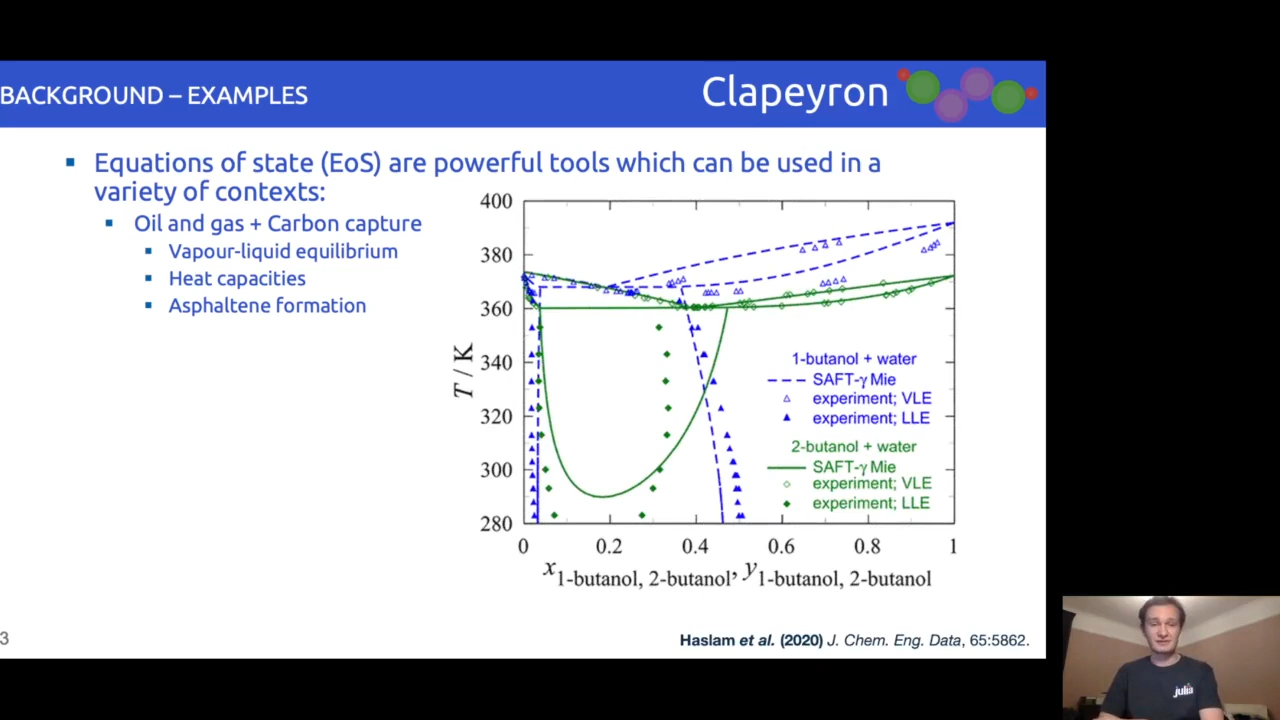 BACKGROUND – EXAMPLES
Clapeyron
Equations of state (EoS) are powerful tools which can be used in a
variety of contexts:
Oil and gas + Carbon capture
Vapour-liquid equilibrium
Heat capacities
Asphaltene formation
400
380
360
340
320
300
280
T / K
0
0.2
0.4
0.6
0.8
1
x1-butanol, 2-butanol, y1-butanol, 2-butanol
1-butanol + water
SAFT-γ Mie
experiment; VLE
experiment; LLE
2-butanol + water
SAFT-γ Mie
experiment; VLE
experiment; LLE
3
Haslam et al. (2020) J. Chem. Eng. Data, 65:5862.
julia